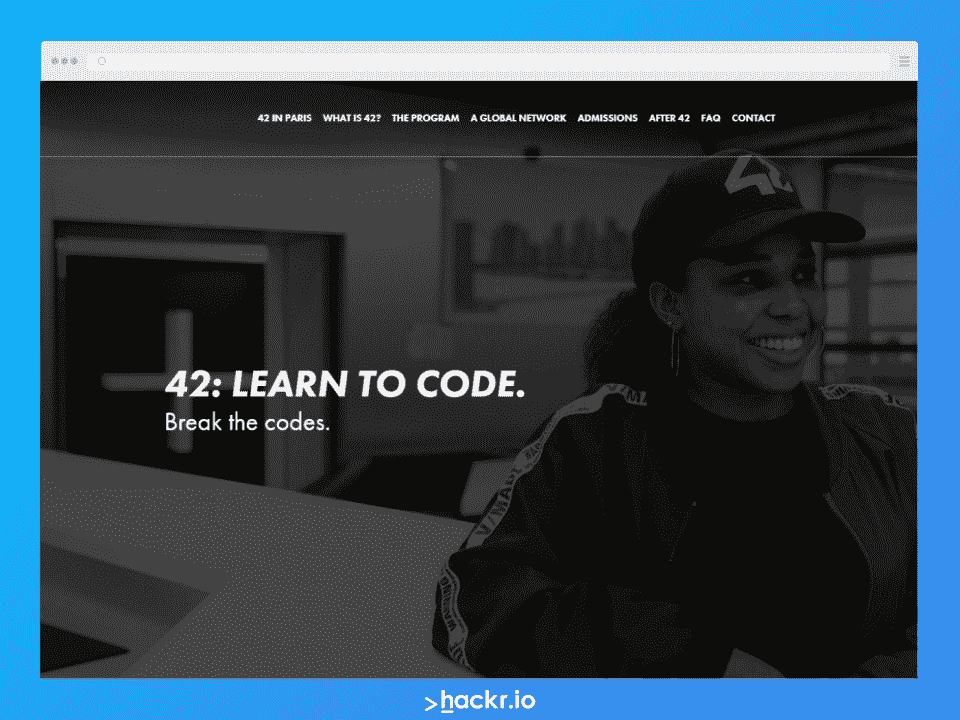 42 IN PARIS WHAT IS 42? THE PROGRAM A GLOBAL NETWORK ADMISSIONS AFTER 42 FAQ CONTACT
42
42: LEARN TO CODE.
Break the codes.
>hackr.io